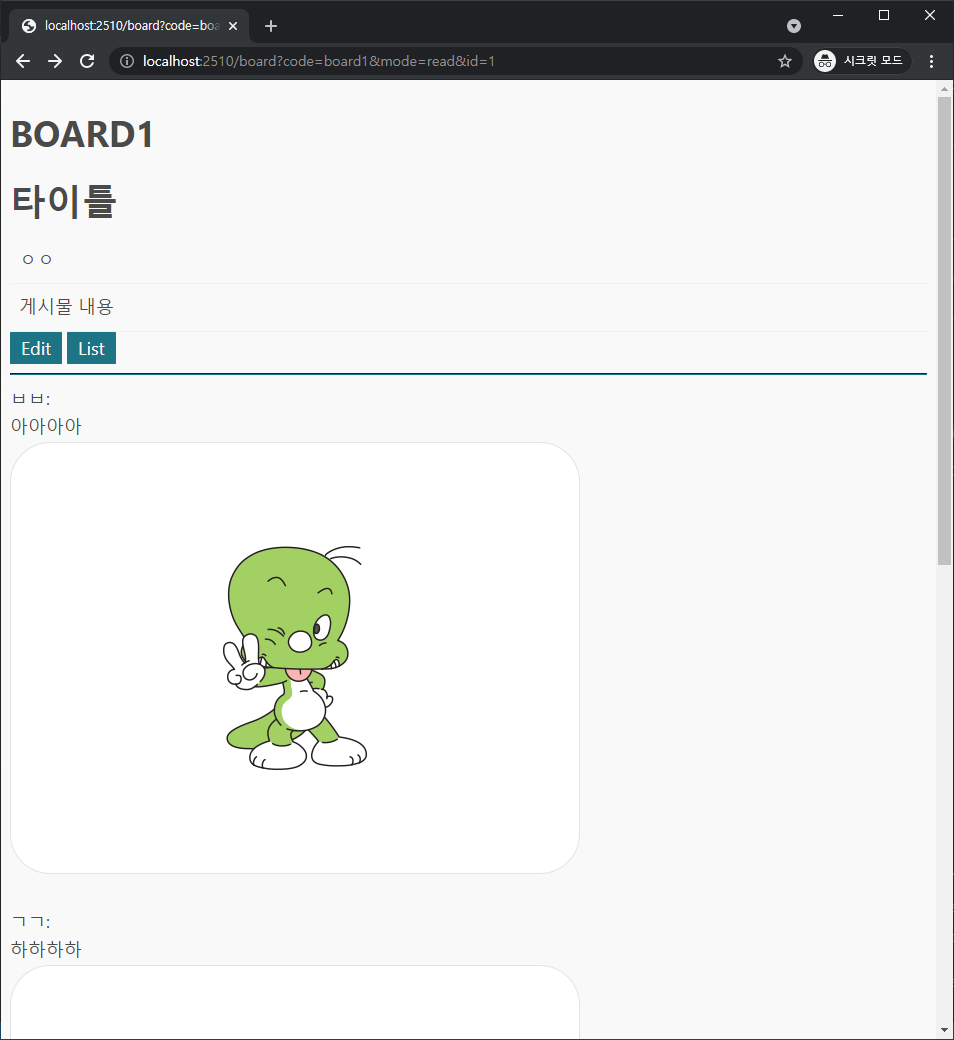 localhost:2510/board?code=boa
localhost:2510/board?code=board1&mode=read&id=1
시크릿 모드
BOARD1
타이틀
ㅇㅇ
게시물 내용
Edit List
ㅂㅂ:
아아아아
ㄱㄱ:
하하하하